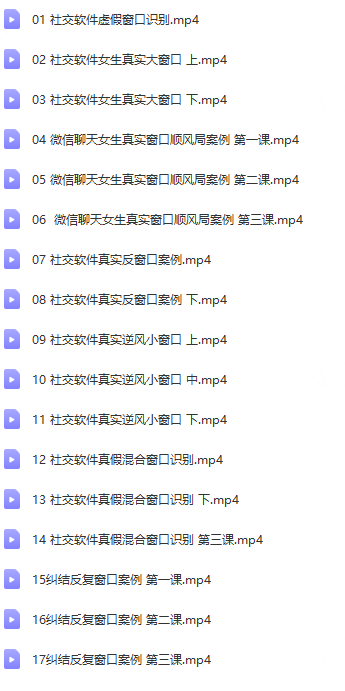 01 社交软件虚假窗口识别.mp4
02 社交软件女生真实大窗口 上.mp4
03 社交软件女生真实大窗口 下.mp4
04 微信聊天女生真实窗口顺风局案例 第一课.mp4
05 微信聊天女生真实窗口顺风局案例 第二课.mp4
06  微信聊天女生真实窗口顺风局案例 第三课.mp4
07 社交软件真实反窗口案例.mp4
08 社交软件真实反窗口案例 下.mp4
09 社交软件真实逆风小窗口 上.mp4
10 社交软件真实逆风小窗口 中.mp4
11 社交软件真实逆风小窗口 下.mp4
12 社交软件真假混合窗口识别.mp4
13 社交软件真假混合窗口识别 下.mp4
14 社交软件真假混合窗口识别 第三课.mp4
15纠结反复窗口案例 第一课.mp4
16纠结反复窗口案例 第二课.mp4
17纠结反复窗口案例 第三课.mp4